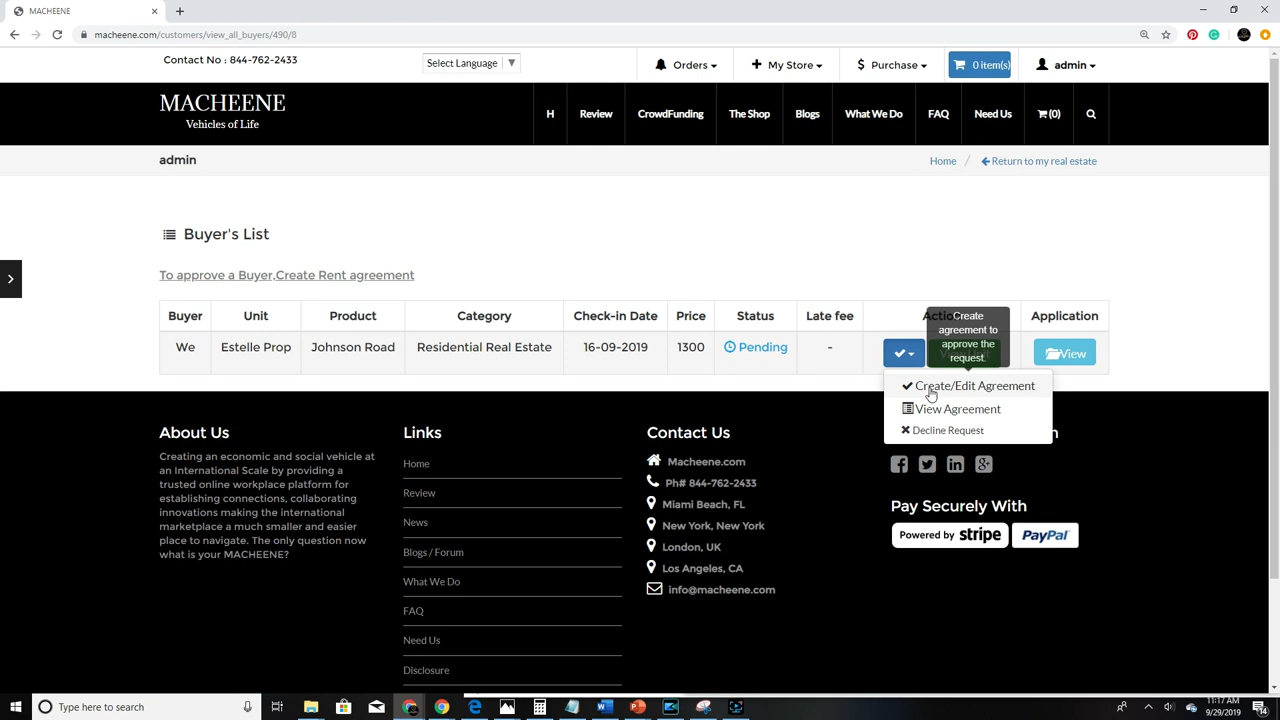 MACHEENE
macheene.com/customers/view_all_buyers/490/8
Contact No : 844-762-2433
Select Language
Orders
My Store
Purchase
0 item(s)
admin
MACHEENE
Vehicles of Life
H
Review
CrowdFunding
The Shop
Blogs
What We Do
FAQ
Need Us
(0)
admin
Home / Return to my real estate
Buyer's List
To approve a Buyer,Create Rent agreement
Buyer Unit Product Category Check-in Date Price Status Late fee Application
We Estelle Prop Johnson Road Residential Real Estate 16-09-2019 1300 Pending - View
Create
agreement to
approve the
request.
Create/Edit Agreement
View Agreement
Decline Request
About Us
Creating an economic and social vehicle at
an International Scale by providing a
trusted online workplace platform for
establishing connections, collaborating
innovations making the international
marketplace a much smaller and easier
place to navigate. The only question now
what is your MACHEENE?
Links
Home
Review
News
Blogs / Forum
What We Do
FAQ
Need Us
Disclosure
Contact Us
Macheene.com
Ph# 844-762-2433
Miami Beach, FL
New York, New York
London, UK
Los Angeles, CA
info@macheene.com
Pay Securely With
Powered by stripe
PayPal
Type here to search
11:17 AM
9/29/2019
14